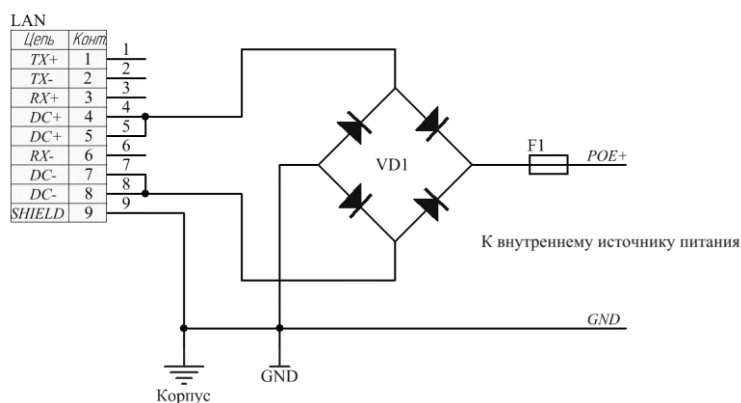 LAN
Цепь Конт.
TX+ 1 1
TX- 2 2
RX+ 3 3
DC+ 4 4
DC+ 5 5
RX- 6 6
DC- 7 7
DC- 8 8
SHIELD 9 9
VD1
F1
POE+
К внутреннему источнику питания
GND
GND
Корпус